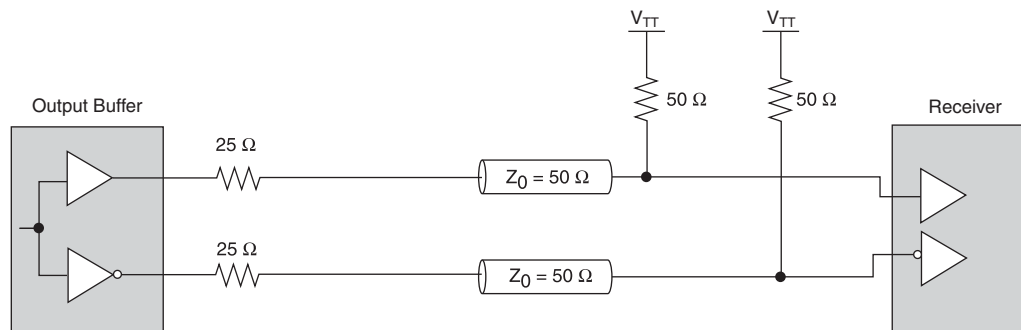 V_TT V_TT
Output Buffer
50 Ω 50 Ω
Receiver
25 Ω
Z_0 = 50 Ω
25 Ω
Z_0 = 50 Ω